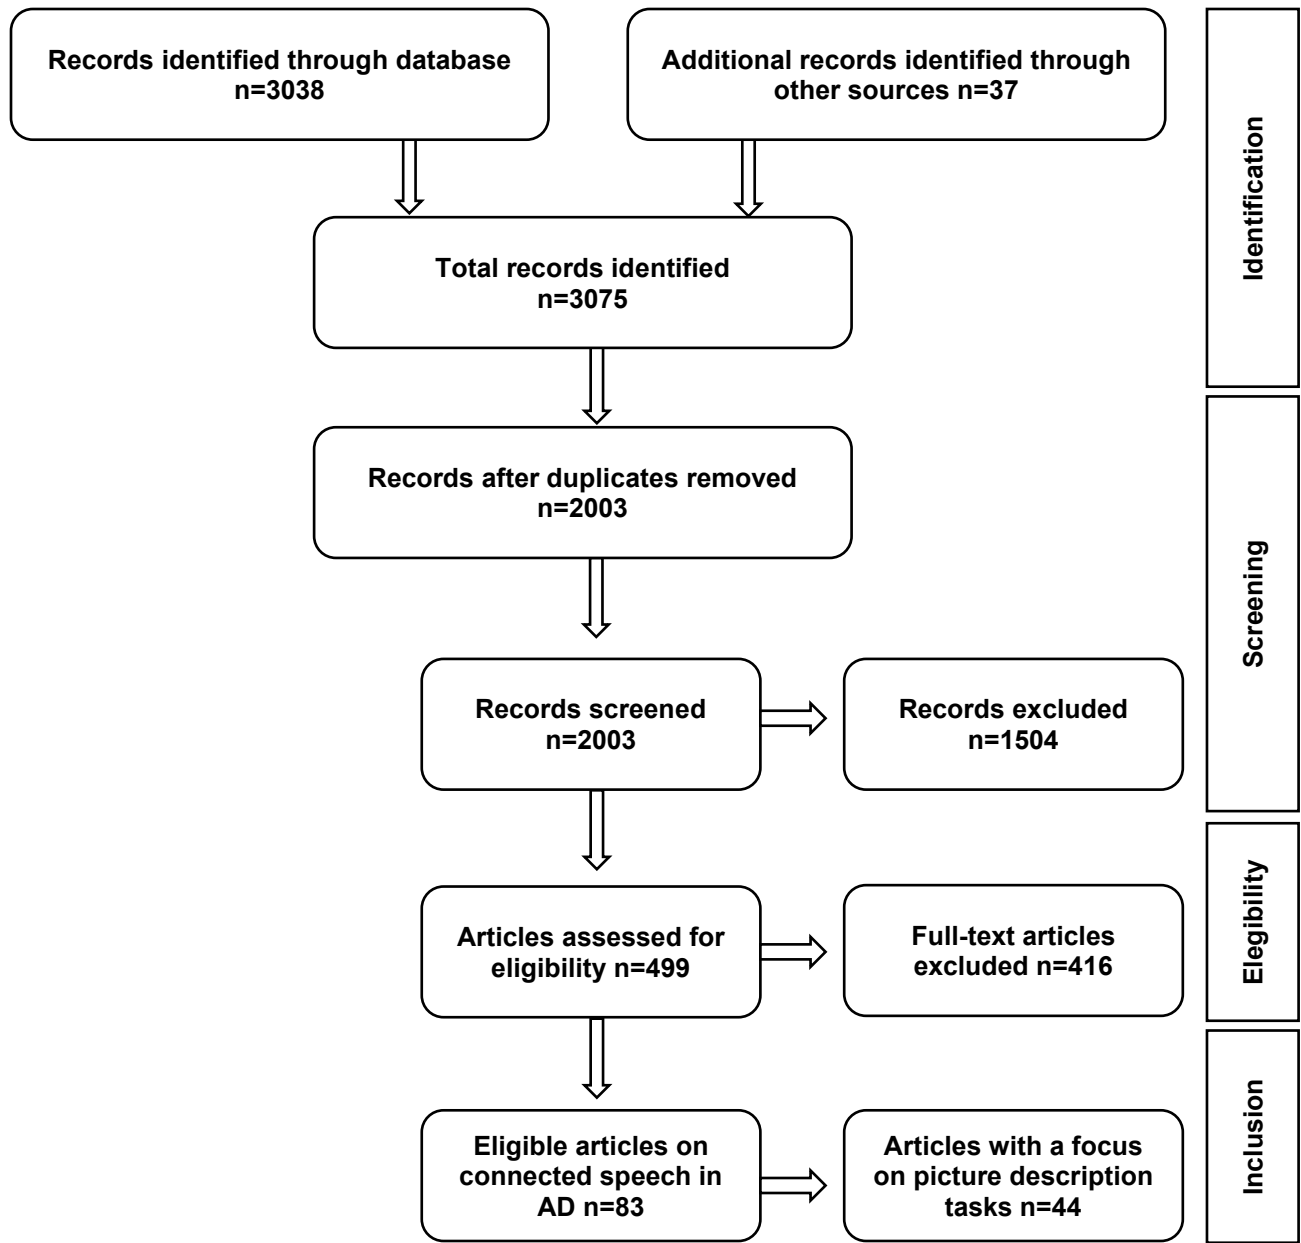 Records identified through database
n=3038
Additional records identified through
other sources n=37
Identification
Total records identified
n=3075
Records after duplicates removed
n=2003
Screening
Records screened
n=2003
Records excluded
n=1504
Articles assessed for
eligibility n=499
Full-text articles
excluded n=416
Elegibility
Eligible articles on
connected speech in
AD n=83
Articles with a focus
on picture description
tasks n=44
Inclusion